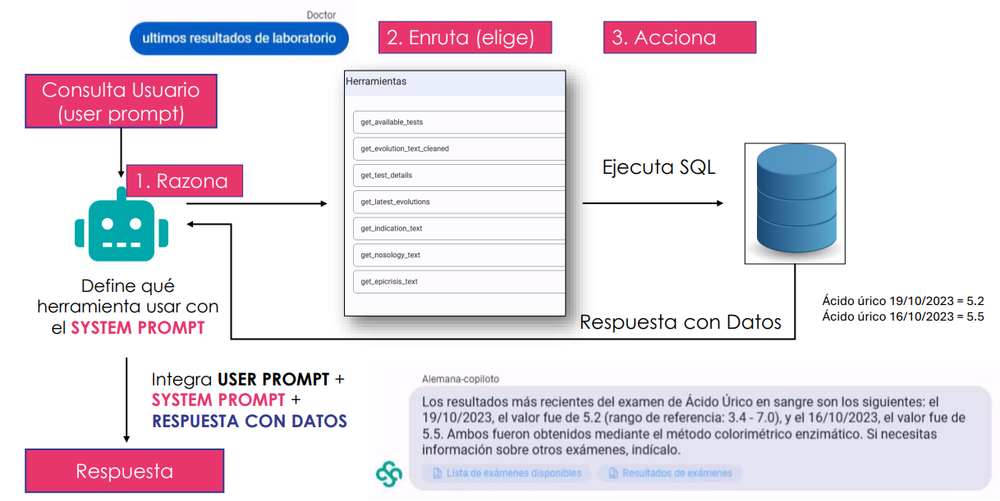 Doctor
ultimos resultados de laboratorio
2. Enruta (elige)
3. Acciona
Consulta Usuario
(user prompt)
1. Razona
Herramientas
get_available_tests
get_evolution_text_cleaned
get_test_details
get_latest_evolutions
get_indication_text
get_nosology_text
get_epicrisis_text
Ejecuta SQL
Define qué
herramienta usar con
el SYSTEM PROMPT
Respuesta con Datos
Ácido úrico 19/10/2023 = 5.2
Ácido úrico 16/10/2023 = 5.5
Integra USER PROMPT +
SYSTEM PROMPT +
RESPUESTA CON DATOS
Respuesta
Alemana-copiloto
Los resultados más recientes del examen de Ácido Úrico en sangre son los siguientes: el
19/10/2023, el valor fue de 5.2 (rango de referencia: 3.4 - 7.0), y el 16/10/2023, el valor fue de
5.5. Ambos fueron obtenidos mediante el método colorimétrico enzimático. Si necesitas
información sobre otros exámenes, indícalo.
Lista de exámenes disponibles
Resultados de exámenes